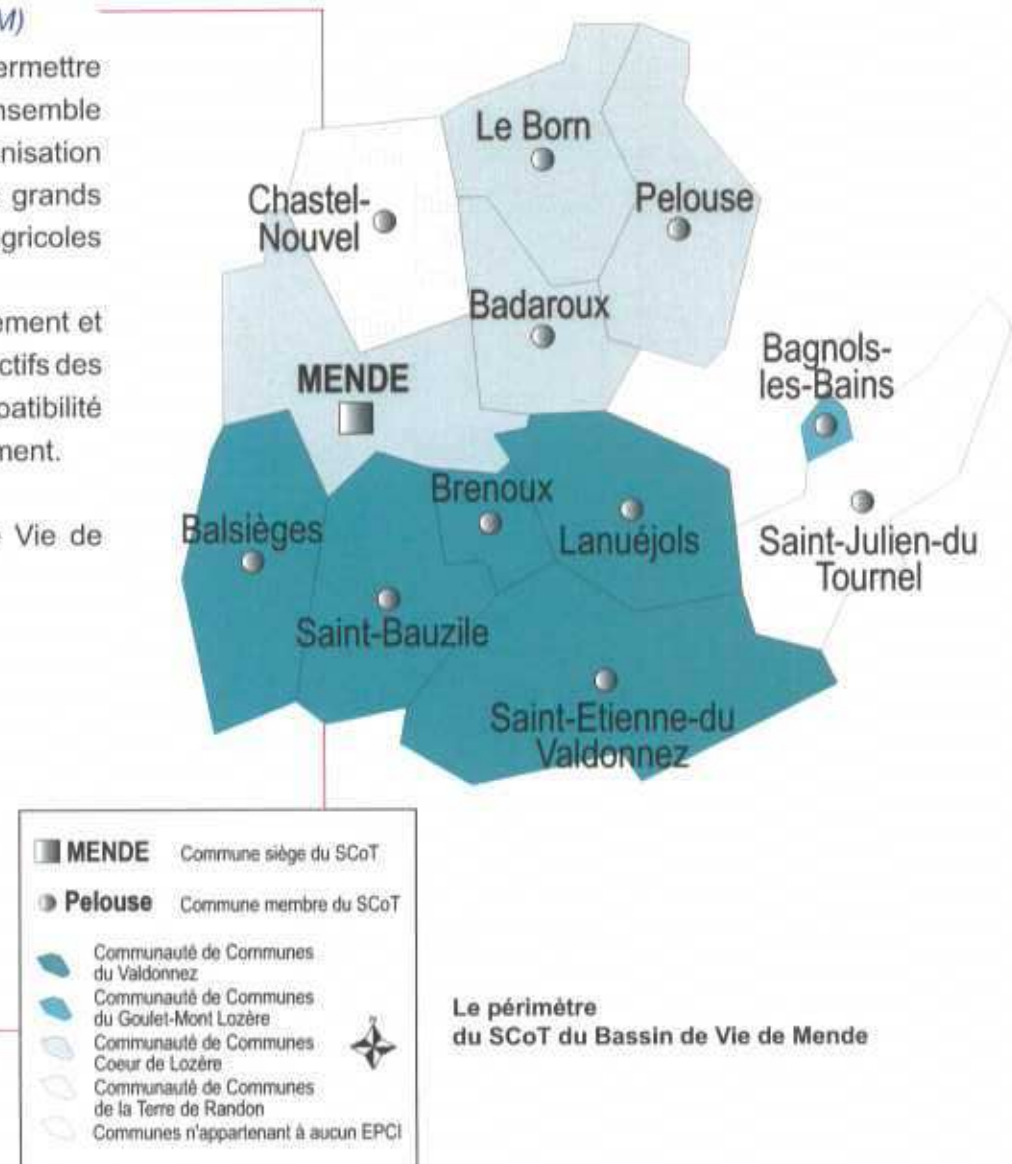 M)
ermettre
nsemble
nisation
grands
gricoles
ement et
ctifs des
patibilité
ment.
Vie de
Le Born
Chastel-
Nouvel
Pelouse
Badaroux
MENDE
Bagnols-
les-Bains
Brenoux
Balsièges
Lanuéjols
Saint-Julien-du
Tournel
Saint-Bauzile
Saint-Etienne-du
Valdonnez
MENDE Commune siège du SCoT
Pelouse Commune membre du SCoT
Communauté de Communes
du Valdonnez
Communauté de Communes
du Goulet-Mont Lozère
Communauté de Communes
Coeur de Lozère
Communauté de Communes
de la Terre de Randon
Communes n'appartenant à aucun EPCI
N
Le périmètre
du SCoT du Bassin de Vie de Mende